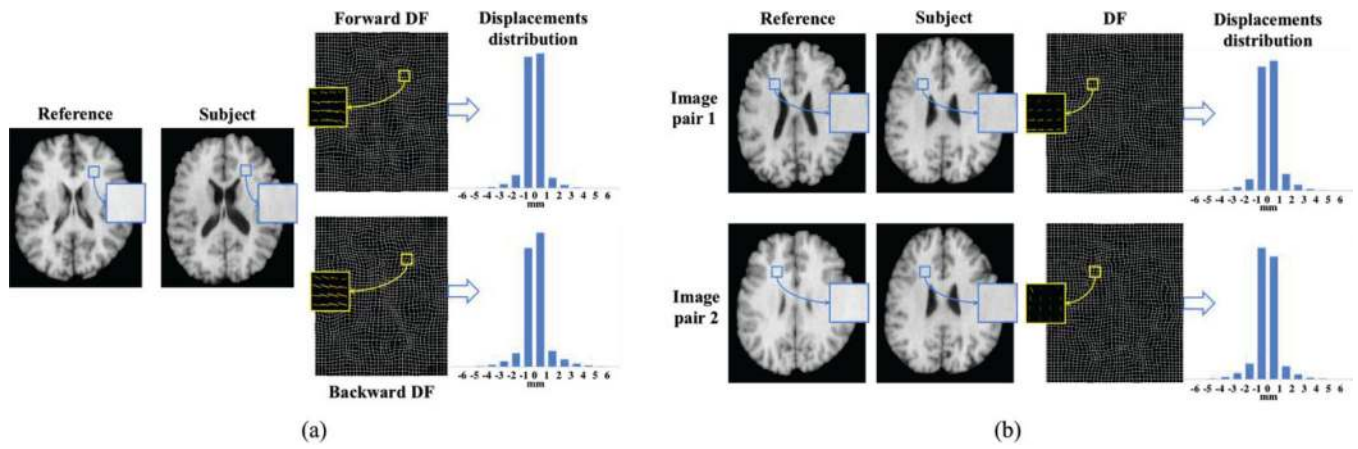 Forward DF
Displacements
distribution
Reference
Subject
-6 -5 -4 -3 -2 -1 0 1 2 3 4 5 6
mm
-6 -5 -4 -3 -2 -1 0 1 2 3 4 5 6
mm
Backward DF
(a)
Reference
Subject
DF
Displacements
distribution
Image
pair 1
-6 -5 -4 -3 -2 -1 0 1 2 3 4 5 6
mm
Image
pair 2
-6 -5 -4 -3 -2 -1 0 1 2 3 4 5 6
mm
(b)